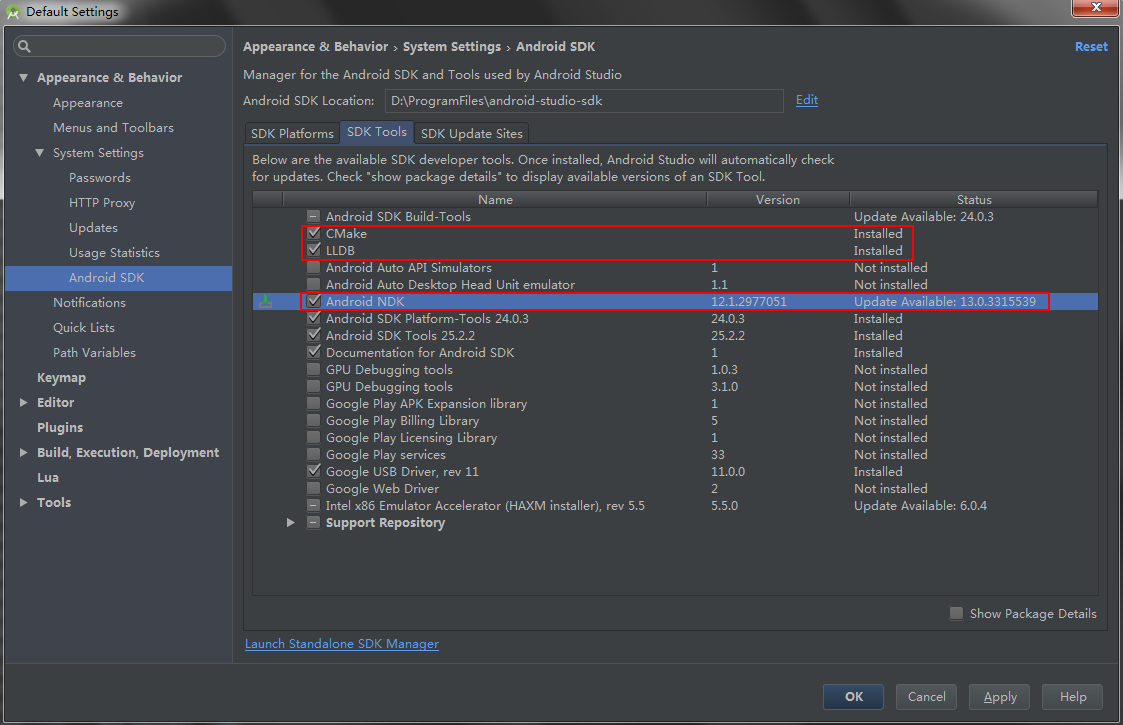 Default Settings
Appearance & Behavior › System Settings › Android SDK
Reset
Manager for the Android SDK and Tools used by Android Studio
Android SDK Location: D:\ProgramFiles\android-studio-sdk Edit
Appearance & Behavior
Appearance
Menus and Toolbars
System Settings
Passwords
HTTP Proxy
Updates
Usage Statistics
Android SDK
Notifications
Quick Lists
Path Variables
Keymap
Editor
Plugins
Build, Execution, Deployment
Lua
Tools
SDK Platforms SDK Tools SDK Update Sites
Below are the available SDK developer tools. Once installed, Android Studio will automatically check
for updates. Check "show package details" to display available versions of an SDK Tool.
Name Version Status
Android SDK Build-Tools Update Available: 24.0.3
CMake Installed
LLDB Installed
Android Auto API Simulators 1 Not installed
Android Auto Desktop Head Unit emulator 1.1 Not installed
Android NDK 12.1.2977051 Update Available: 13.0.3315539
Android SDK Platform-Tools 24.0.3 24.0.3 Installed
Android SDK Tools 25.2.2 25.2.2 Installed
Documentation for Android SDK 1 Installed
GPU Debugging tools 1.0.3 Not installed
GPU Debugging tools 3.1.0 Not installed
Google Play APK Expansion library 1 Not installed
Google Play Billing Library 5 Not installed
Google Play Licensing Library 1 Not installed
Google Play services 33 Not installed
Google USB Driver, rev 11 11.0.0 Installed
Google Web Driver 2 Not installed
Intel x86 Emulator Accelerator (HAXM installer), rev 5.5 5.5.0 Update Available: 6.0.4
Support Repository
Show Package Details
Launch Standalone SDK Manager
OK Cancel Apply Help